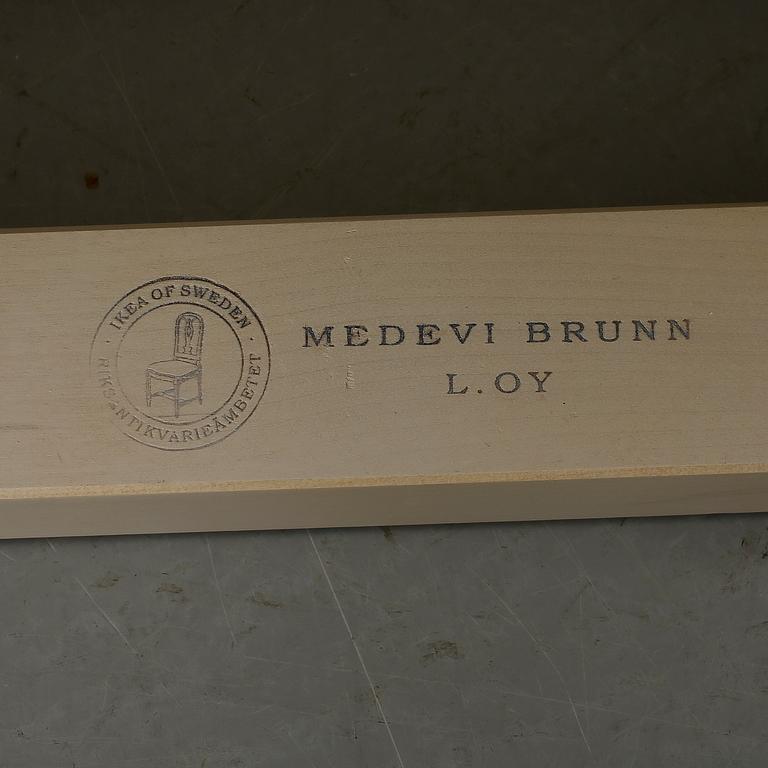 · IKEA OF SWEDEN ·
RIKSANTIKVARIEÄMBETET
MEDEVI BRUNN
L.OY